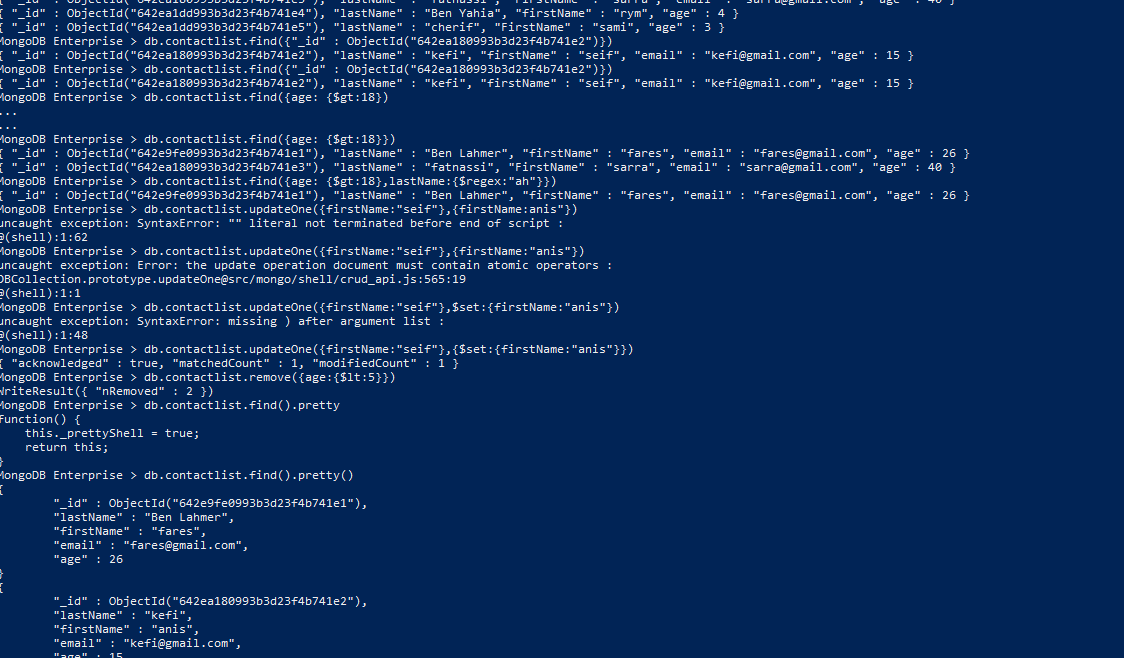 { "_id" : ObjectId("642ea1dd993b3d23f4b741e4"), "lastName" : "Ben Yahia", "firstName" : "rym", "age" : 4 }
{ "_id" : ObjectId("642ea1dd993b3d23f4b741e5"), "lastName" : "cherif", "FirstName" : "sami", "age" : 3 }
MongoDB Enterprise > db.contactlist.find({"_id" : ObjectId("642ea180993b3d23f4b741e2")})
{ "_id" : ObjectId("642ea180993b3d23f4b741e2"), "lastName" : "kefi", "firstName" : "seif", "email" : "kefi@gmail.com", "age" : 15 }
MongoDB Enterprise > db.contactlist.find({"_id" : ObjectId("642ea180993b3d23f4b741e2")})
{ "_id" : ObjectId("642ea180993b3d23f4b741e2"), "lastName" : "kefi", "firstName" : "seif", "email" : "kefi@gmail.com", "age" : 15 }
MongoDB Enterprise > db.contactlist.find({age: {$gt:18})
...
...
MongoDB Enterprise > db.contactlist.find({age: {$gt:18}})
{ "_id" : ObjectId("642e9fe0993b3d23f4b741e1"), "lastName" : "Ben Lahmer", "firstName" : "fares", "email" : "fares@gmail.com", "age" : 26 }
{ "_id" : ObjectId("642ea180993b3d23f4b741e3"), "lastName" : "fatnassi", "FirstName" : "sarra", "email" : "sarra@gmail.com", "age" : 40 }
MongoDB Enterprise > db.contactlist.find({age: {$gt:18},lastName:{$regex:"ah"}})
{ "_id" : ObjectId("642e9fe0993b3d23f4b741e1"), "lastName" : "Ben Lahmer", "firstName" : "fares", "email" : "fares@gmail.com", "age" : 26 }
MongoDB Enterprise > db.contactlist.updateOne({firstName:"seif"},{firstName:anis"})
uncaught exception: SyntaxError: "" literal not terminated before end of script :
@(shell):1:62
MongoDB Enterprise > db.contactlist.updateOne({firstName:"seif"},{firstName:"anis"})
uncaught exception: Error: the update operation document must contain atomic operators :
DBCollection.prototype.updateOne@src/mongo/shell/crud_api.js:565:19
@(shell):1:1
MongoDB Enterprise > db.contactlist.updateOne({firstName:"seif"},$set:{firstName:"anis"})
uncaught exception: SyntaxError: missing ) after argument list :
@(shell):1:48
MongoDB Enterprise > db.contactlist.updateOne({firstName:"seif"},{$set:{firstName:"anis"}})
{ "acknowledged" : true, "matchedCount" : 1, "modifiedCount" : 1 }
MongoDB Enterprise > db.contactlist.remove({age:{$lt:5}})
WriteResult({ "nRemoved" : 2 })
MongoDB Enterprise > db.contactlist.find().pretty
function() {
    this._prettyShell = true;
    return this;
}
MongoDB Enterprise > db.contactlist.find().pretty()
{
        "_id" : ObjectId("642e9fe0993b3d23f4b741e1"),
        "lastName" : "Ben Lahmer",
        "firstName" : "fares",
        "email" : "fares@gmail.com",
        "age" : 26
}
{
        "_id" : ObjectId("642ea180993b3d23f4b741e2"),
        "lastName" : "kefi",
        "firstName" : "anis",
        "email" : "kefi@gmail.com",
        "age" : 15